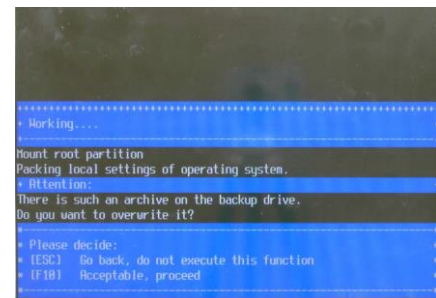 +++++++++++++++++++++++++++++++++++++++++++++++++++
+ Working....
Mount root partition
Packing local settings of operating system.
+ Attention:
There is such an archive on the backup drive.
Do you want to overwrite it?
+ Please decide:
+ [ESC] Go back, do not execute this function
+ [F10] Acceptable, proceed